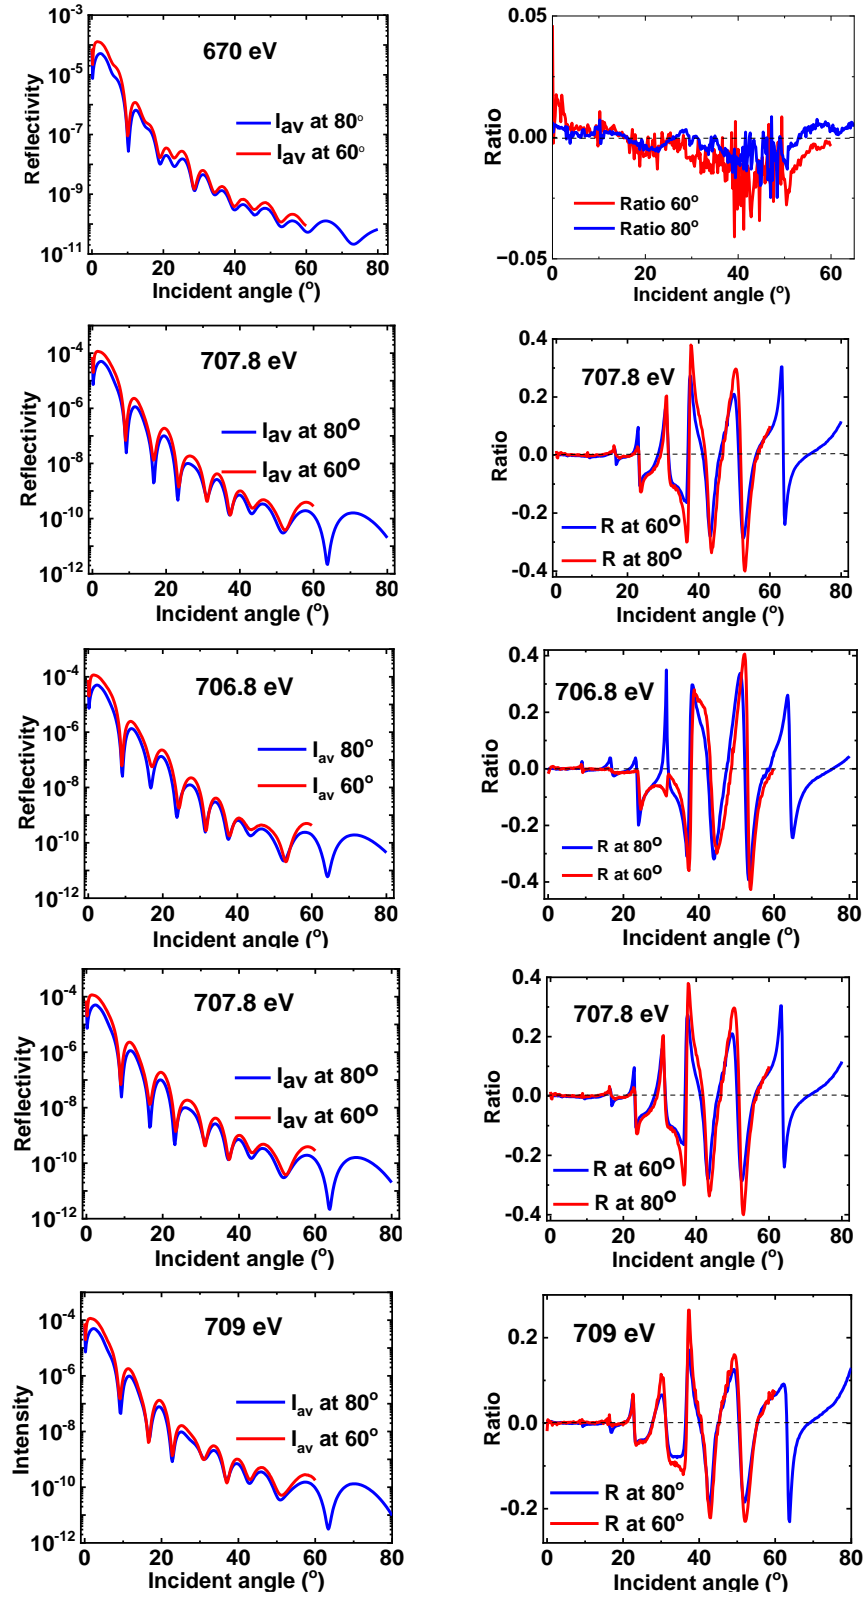 10⁻³
10⁻⁵
10⁻⁷
10⁻⁹
10⁻¹¹
Reflectivity
670 eV
Iav at 80°
Iav at 60°
0 20 40 60 80
Incident angle (°)
0.05
0.00
−0.05
Ratio
Ratio 60°
Ratio 80°
0 20 40 60
Incident angle (°)
10⁻⁴
10⁻⁶
10⁻⁸
10⁻¹⁰
10⁻¹²
Reflectivity
707.8 eV
Iav at 80°
Iav at 60°
0 20 40 60 80
Incident angle (°)
0.4
0.2
0.0
-0.2
-0.4
Ratio
707.8 eV
R at 60°
R at 80°
0 20 40 60 80
Incident angle (°)
10⁻⁴
10⁻⁶
10⁻⁸
10⁻¹⁰
10⁻¹²
Reflectivity
706.8 eV
Iav 80°
Iav 60°
0 20 40 60 80
Incident angle (°)
0.4
0.2
0.0
-0.2
-0.4
Ratio
706.8 eV
R at 80°
R at 60°
0 20 40 60 80
Incident angle (°)
10⁻⁴
10⁻⁶
10⁻⁸
10⁻¹⁰
10⁻¹²
Reflectivity
707.8 eV
Iav at 80°
Iav at 60°
0 20 40 60 80
Incident angle (°)
0.4
0.2
0.0
-0.2
-0.4
Ratio
707.8 eV
R at 60°
R at 80°
0 20 40 60 80
Incident angle (°)
10⁻⁴
10⁻⁶
10⁻⁸
10⁻¹⁰
10⁻¹²
Intensity
709 eV
Iav at 80°
Iav at 60°
0 20 40 60 80
Incident angle (°)
0.2
0.0
-0.2
Ratio
709 eV
R at 80°
R at 60°
0 20 40 60 80
Incident angle (°)